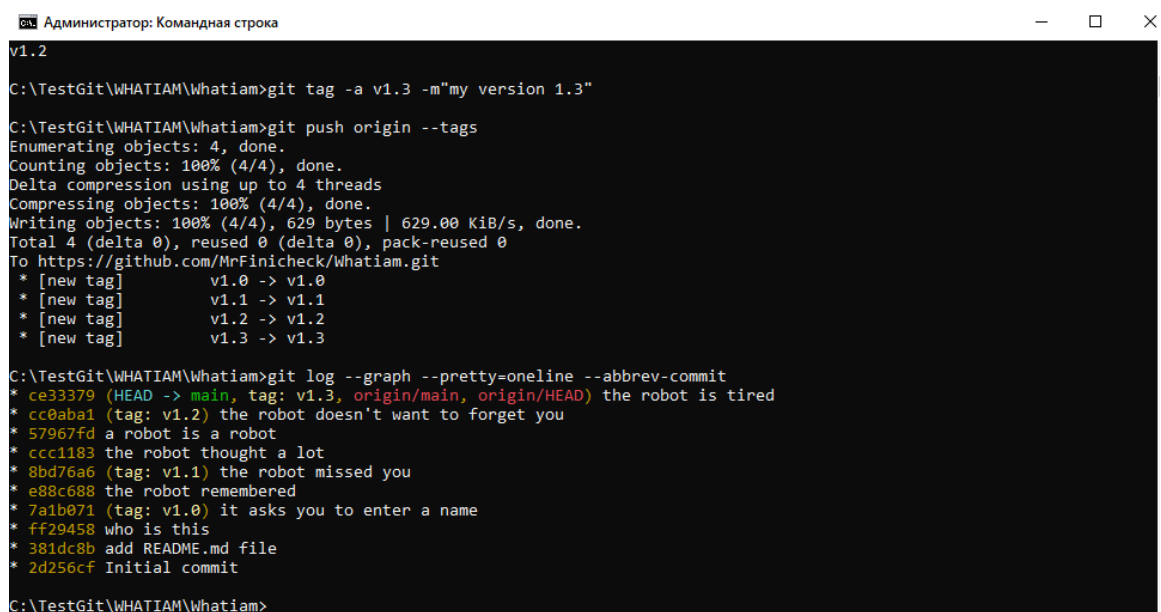 Администратор: Командная строка
v1.2
C:\TestGit\WHATIAM\Whatiam>git tag -a v1.3 -m"my version 1.3"
C:\TestGit\WHATIAM\Whatiam>git push origin --tags
Enumerating objects: 4, done.
Counting objects: 100% (4/4), done.
Delta compression using up to 4 threads
Compressing objects: 100% (4/4), done.
Writing objects: 100% (4/4), 629 bytes | 629.00 KiB/s, done.
Total 4 (delta 0), reused 0 (delta 0), pack-reused 0
To https://github.com/MrFinicheck/Whatiam.git
 * [new tag]         v1.0 -> v1.0
 * [new tag]         v1.1 -> v1.1
 * [new tag]         v1.2 -> v1.2
 * [new tag]         v1.3 -> v1.3
C:\TestGit\WHATIAM\Whatiam>git log --graph --pretty=oneline --abbrev-commit
* ce33379 (HEAD -> main, tag: v1.3, origin/main, origin/HEAD) the robot is tired
* cc0aba1 (tag: v1.2) the robot doesn't want to forget you
* 57967fd a robot is a robot
* ccc1183 the robot thought a lot
* 8bd76a6 (tag: v1.1) the robot missed you
* e88c688 the robot remembered
* 7a1b071 (tag: v1.0) it asks you to enter a name
* ff29458 who is this
* 381dc8b add README.md file
* 2d256cf Initial commit
C:\TestGit\WHATIAM\Whatiam>